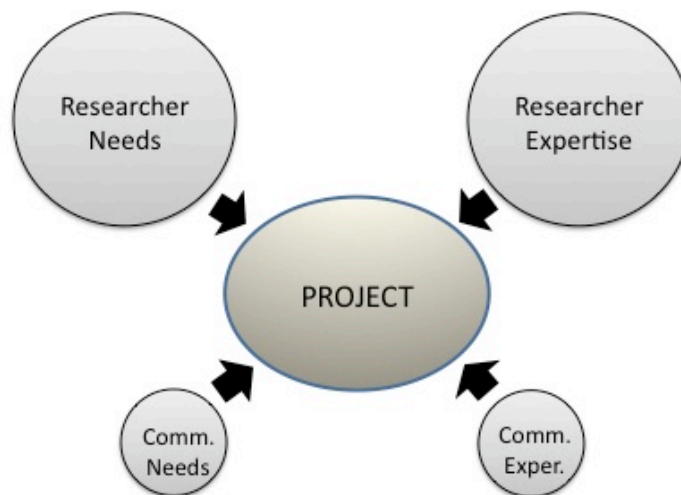 Researcher
Needs
Researcher
Expertise
PROJECT
Comm.
Needs
Comm.
Exper.